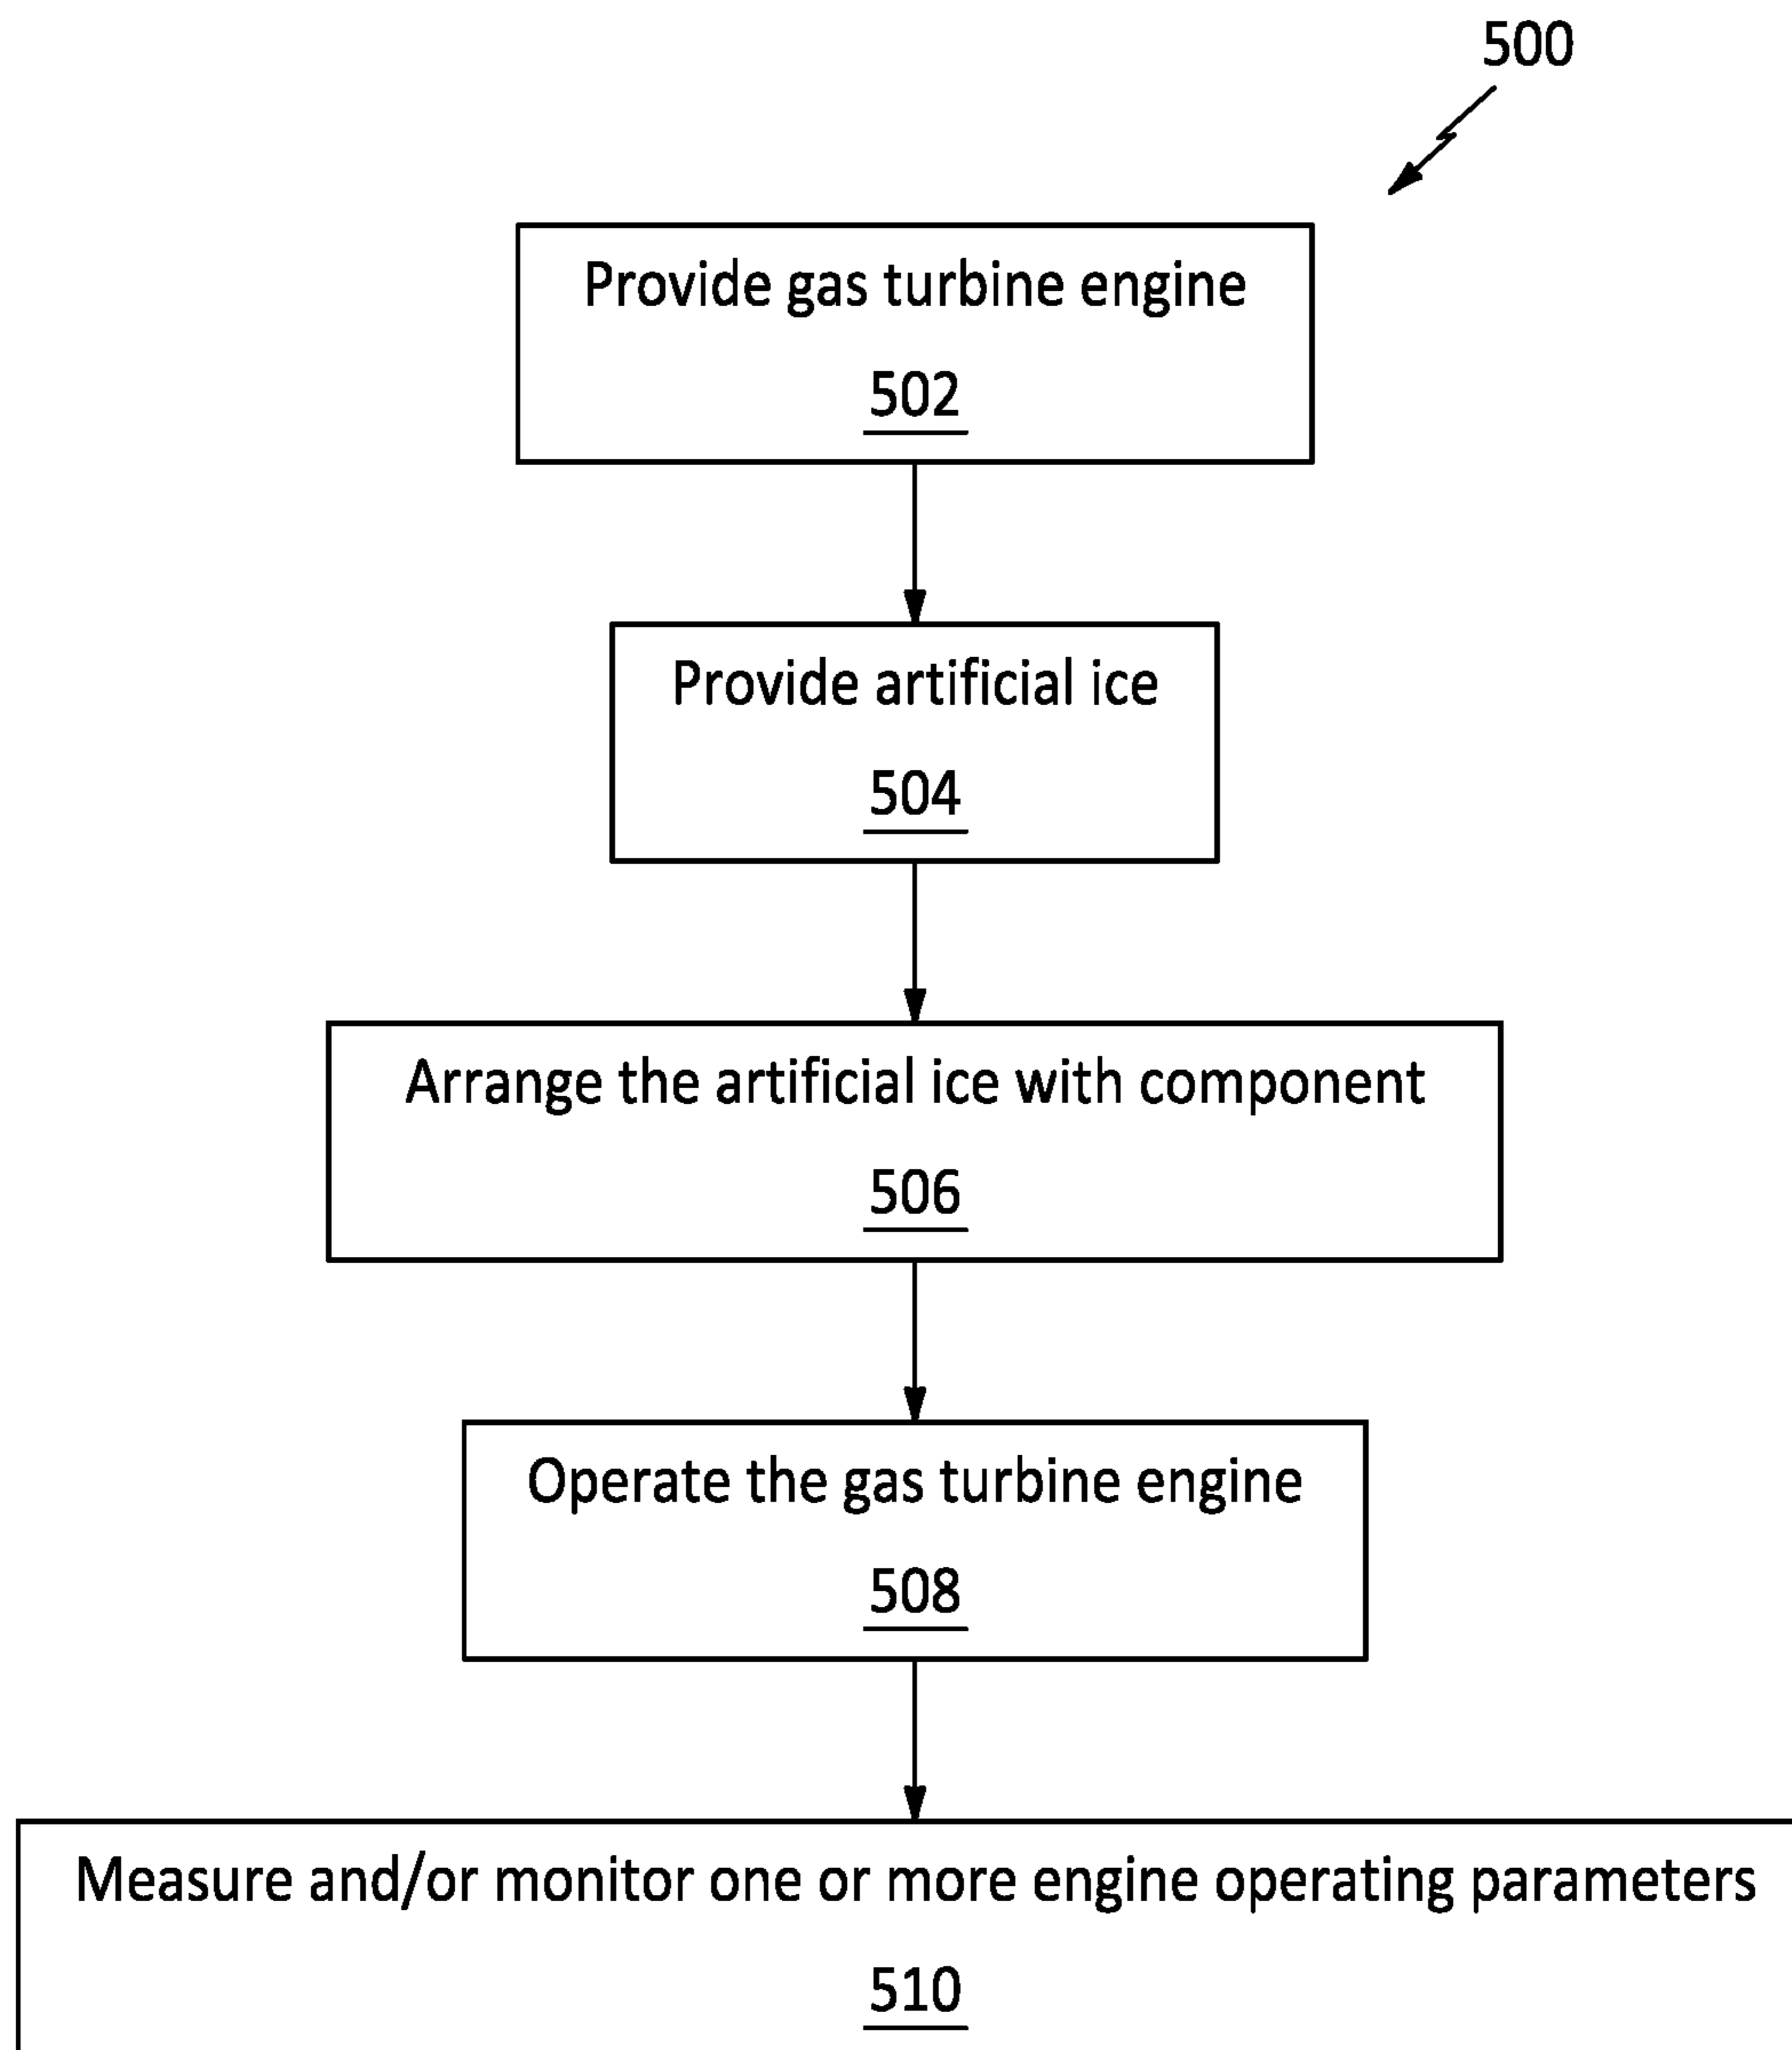 500
Provide gas turbine engine
502
Provide artificial ice
504
Arrange the artificial ice with component
506
Operate the gas turbine engine
508
Measure and/or monitor one or more engine operating parameters
510